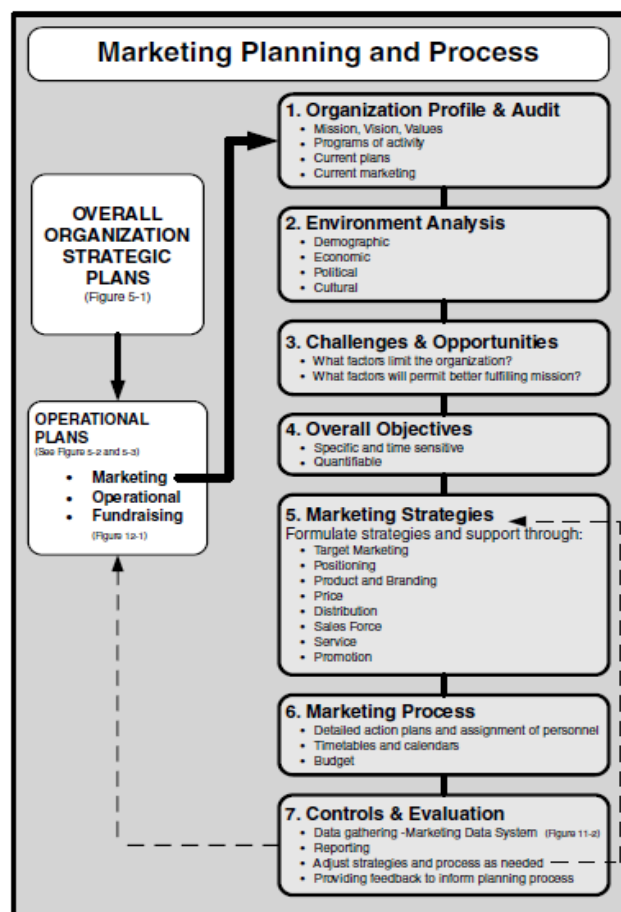 Marketing Planning and Process
OVERALL
ORGANIZATION
STRATEGIC
PLANS
(Figure 5-1)
OPERATIONAL
PLANS
(See Figure 5-2 and 5-3)
• Marketing
• Operational
• Fundraising
(Figure 12-1)
1. Organization Profile & Audit
• Mission, Vision, Values
• Programs of activity
• Current plans
• Current marketing
2. Environment Analysis
• Demographic
• Economic
• Political
• Cultural
3. Challenges & Opportunities
• What factors limit the organization?
• What factors will permit better fulfilling mission?
4. Overall Objectives
• Specific and time sensitive
• Quantifiable
5. Marketing Strategies
Formulate strategies and support through:
• Target Marketing
• Positioning
• Product and Branding
• Price
• Distribution
• Sales Force
• Service
• Promotion
6. Marketing Process
• Detailed action plans and assignment of personnel
• Timetables and calendars
• Budget
7. Controls & Evaluation
• Data gathering -Marketing Data System (Figure 11-2)
• Reporting
• Adjust strategies and process as needed
• Providing feedback to inform planning process